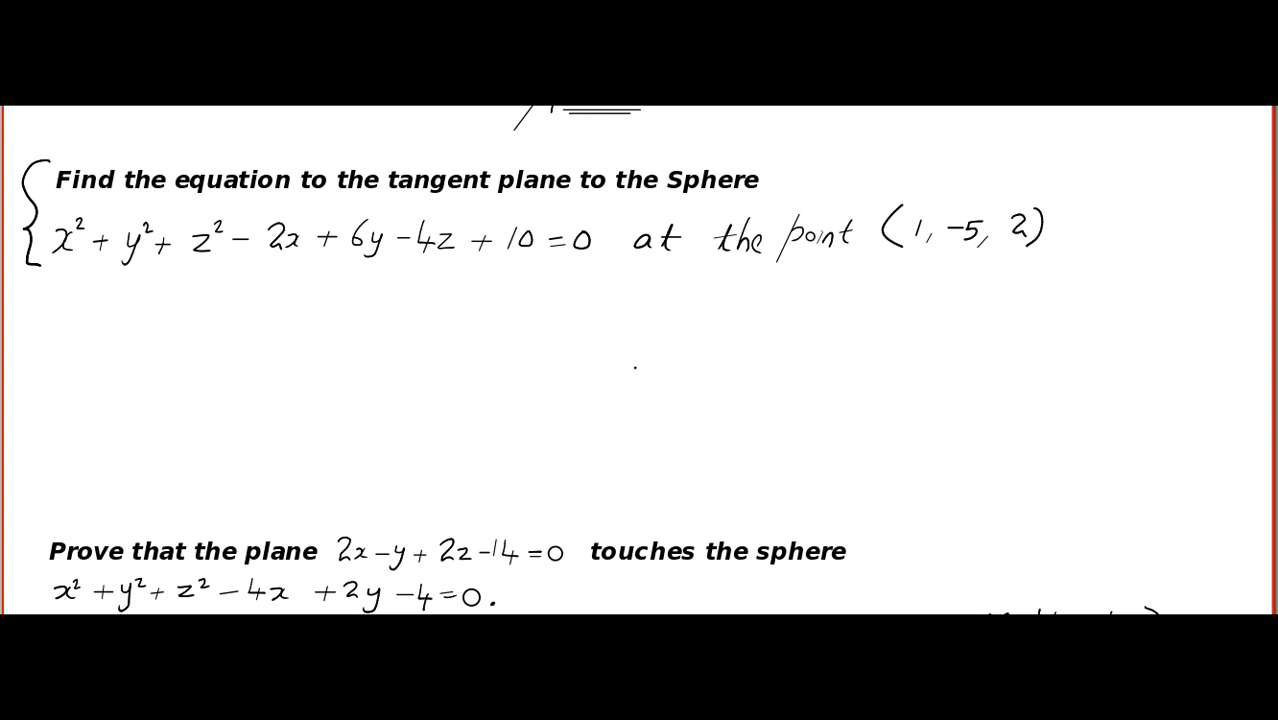 Find the equation to the tangent plane to the Sphere
x² + y² + z² - 2x + 6y - 4z + 10 = 0 at the point (1, -5, 2)
Prove that the plane 2x - y + 2z - 14 = 0 touches the sphere
x² + y² + z² - 4x + 2y - 4 = 0.